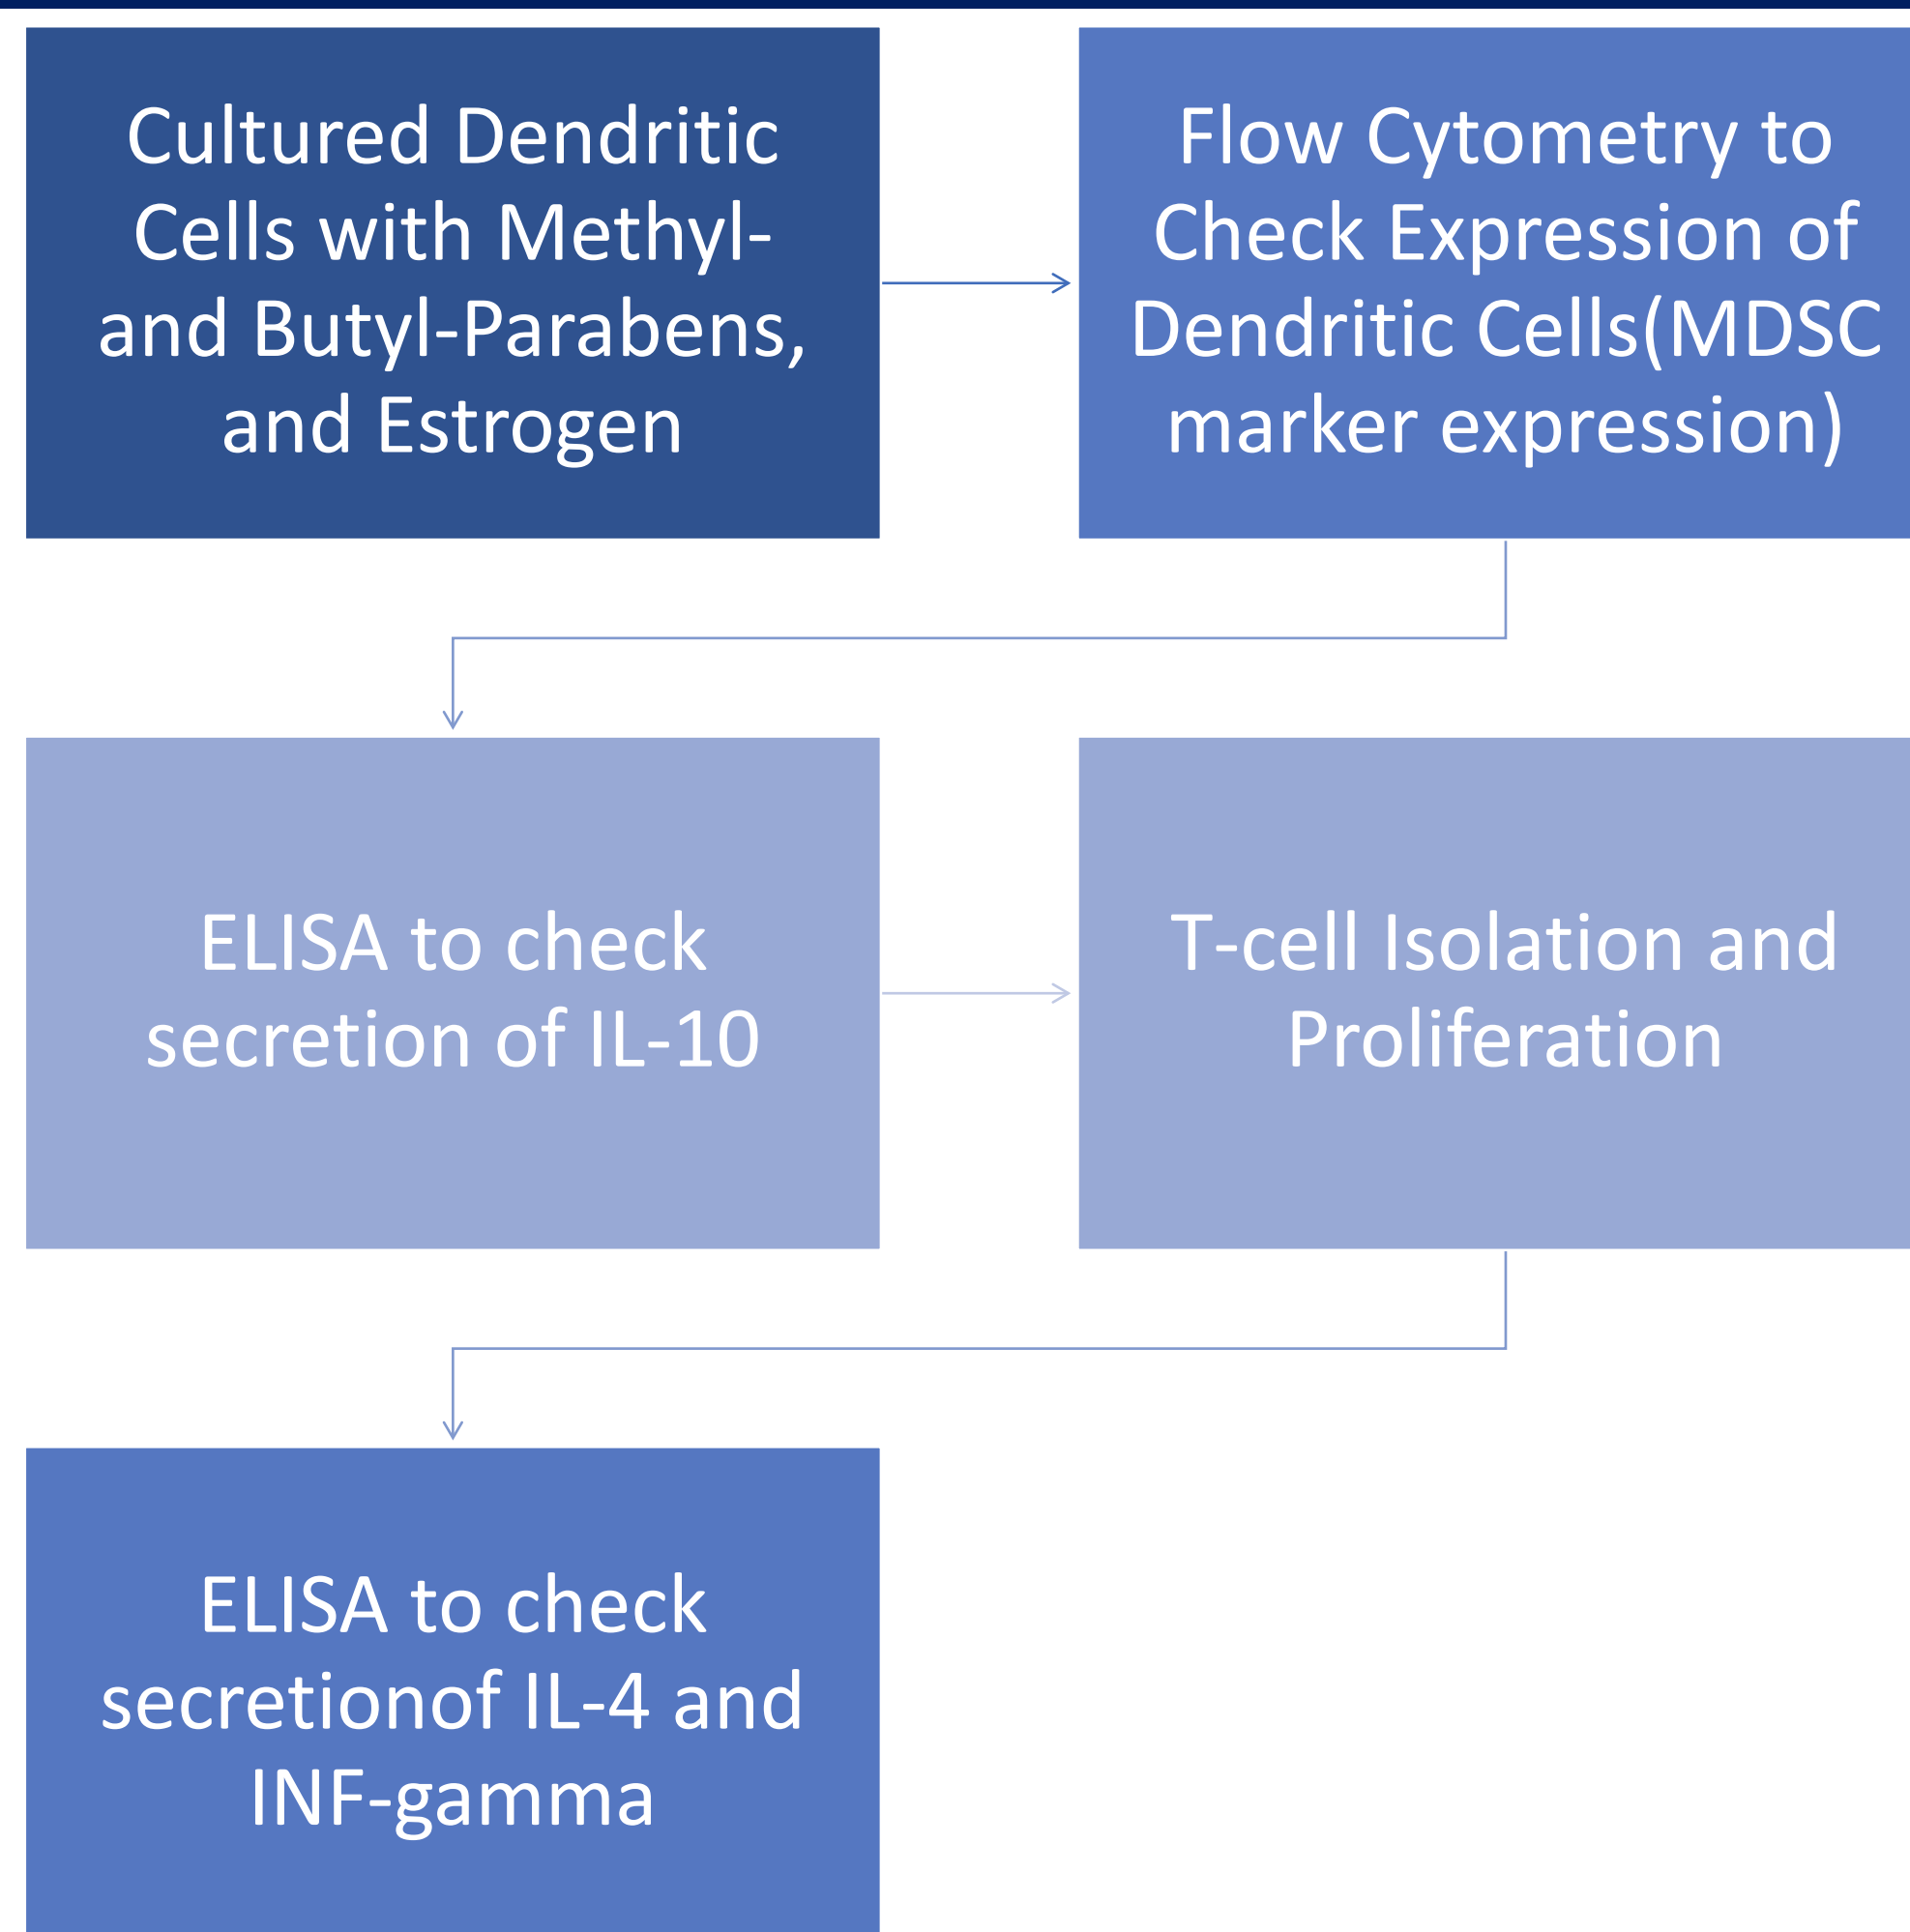 Cultured Dendritic
Cells with Methyl-
and Butyl-Parabens,
and Estrogen
Flow Cytometry to
Check Expression of
Dendritic Cells(MDSC
marker expression)
ELISA to check
secretion of IL-10
T-cell Isolation and
Proliferation
ELISA to check
secretionof IL-4 and
INF-gamma